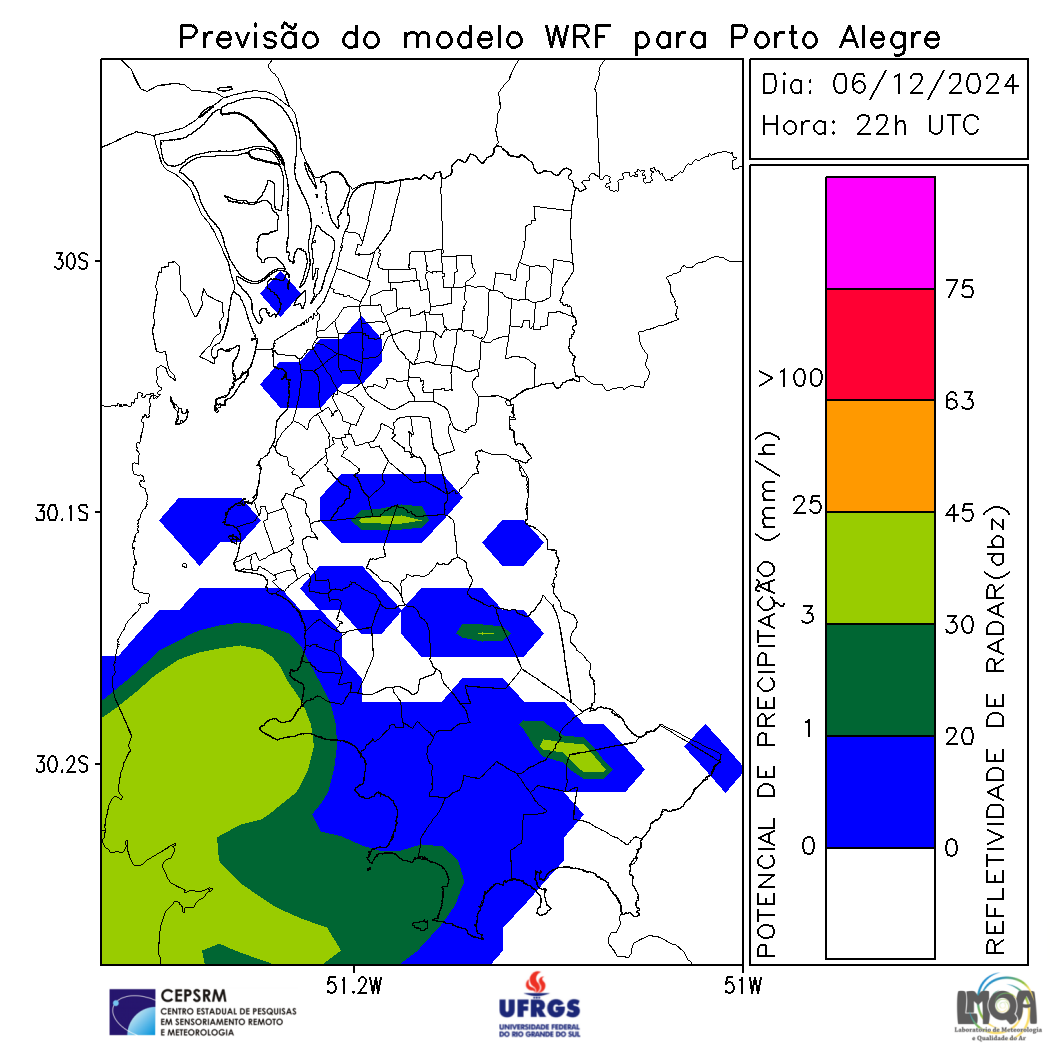 Previsão do modelo WRF para Porto Alegre
Dia: 06/12/2024
Hora: 22h UTC
30S
30.1S
30.2S
51.2W
51W
POTENCIAL DE PRECIPITAÇÃO (mm/h)
>100
25
3
1
0
75
63
45
30
20
0
REFLETIVIDADE DE RADAR(dbz)
CEPSRM
CENTRO ESTADUAL DE PESQUISAS
EM SENSORIAMENTO REMOTO
E METEOROLOGIA
UFRGS
UNIVERSIDADE FEDERAL
DO RIO GRANDE DO SUL
LMQA
Laboratório de Meteorologia
e Qualidade do Ar